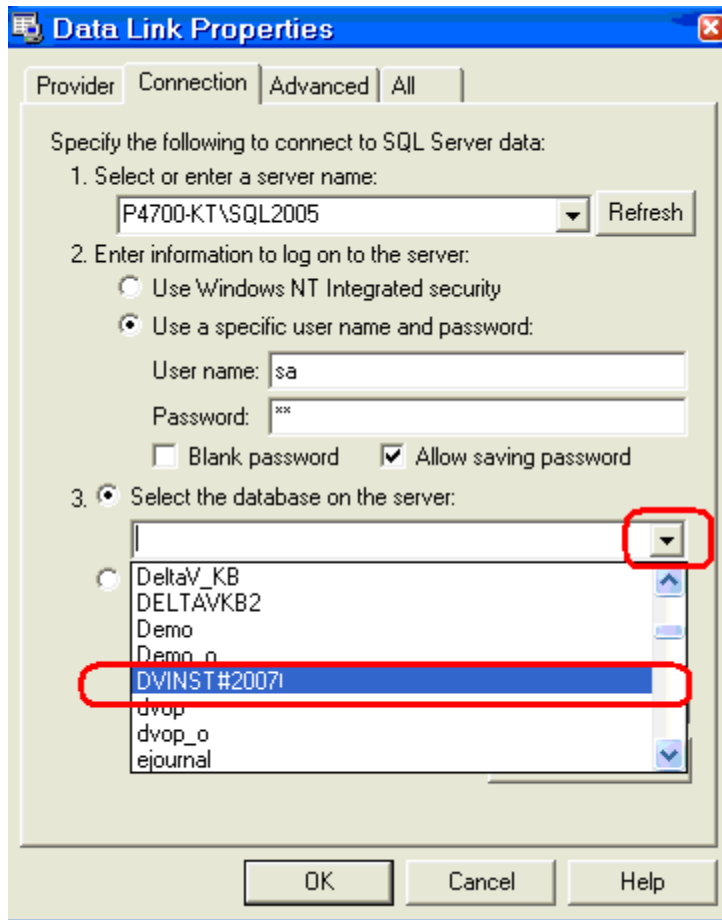 Data Link Properties
Provider Connection Advanced All
Specify the following to connect to SQL Server data:
1. Select or enter a server name:
P4700-KT\SQL2005 Refresh
2. Enter information to log on to the server:
Use Windows NT Integrated security
Use a specific user name and password:
User name: sa
Password: **
Blank password Allow saving password
3. Select the database on the server:
DeltaV_KB
DELTAVKB2
Demo
Demo_o
dvop
dvop_o
ejournal
OK Cancel Help